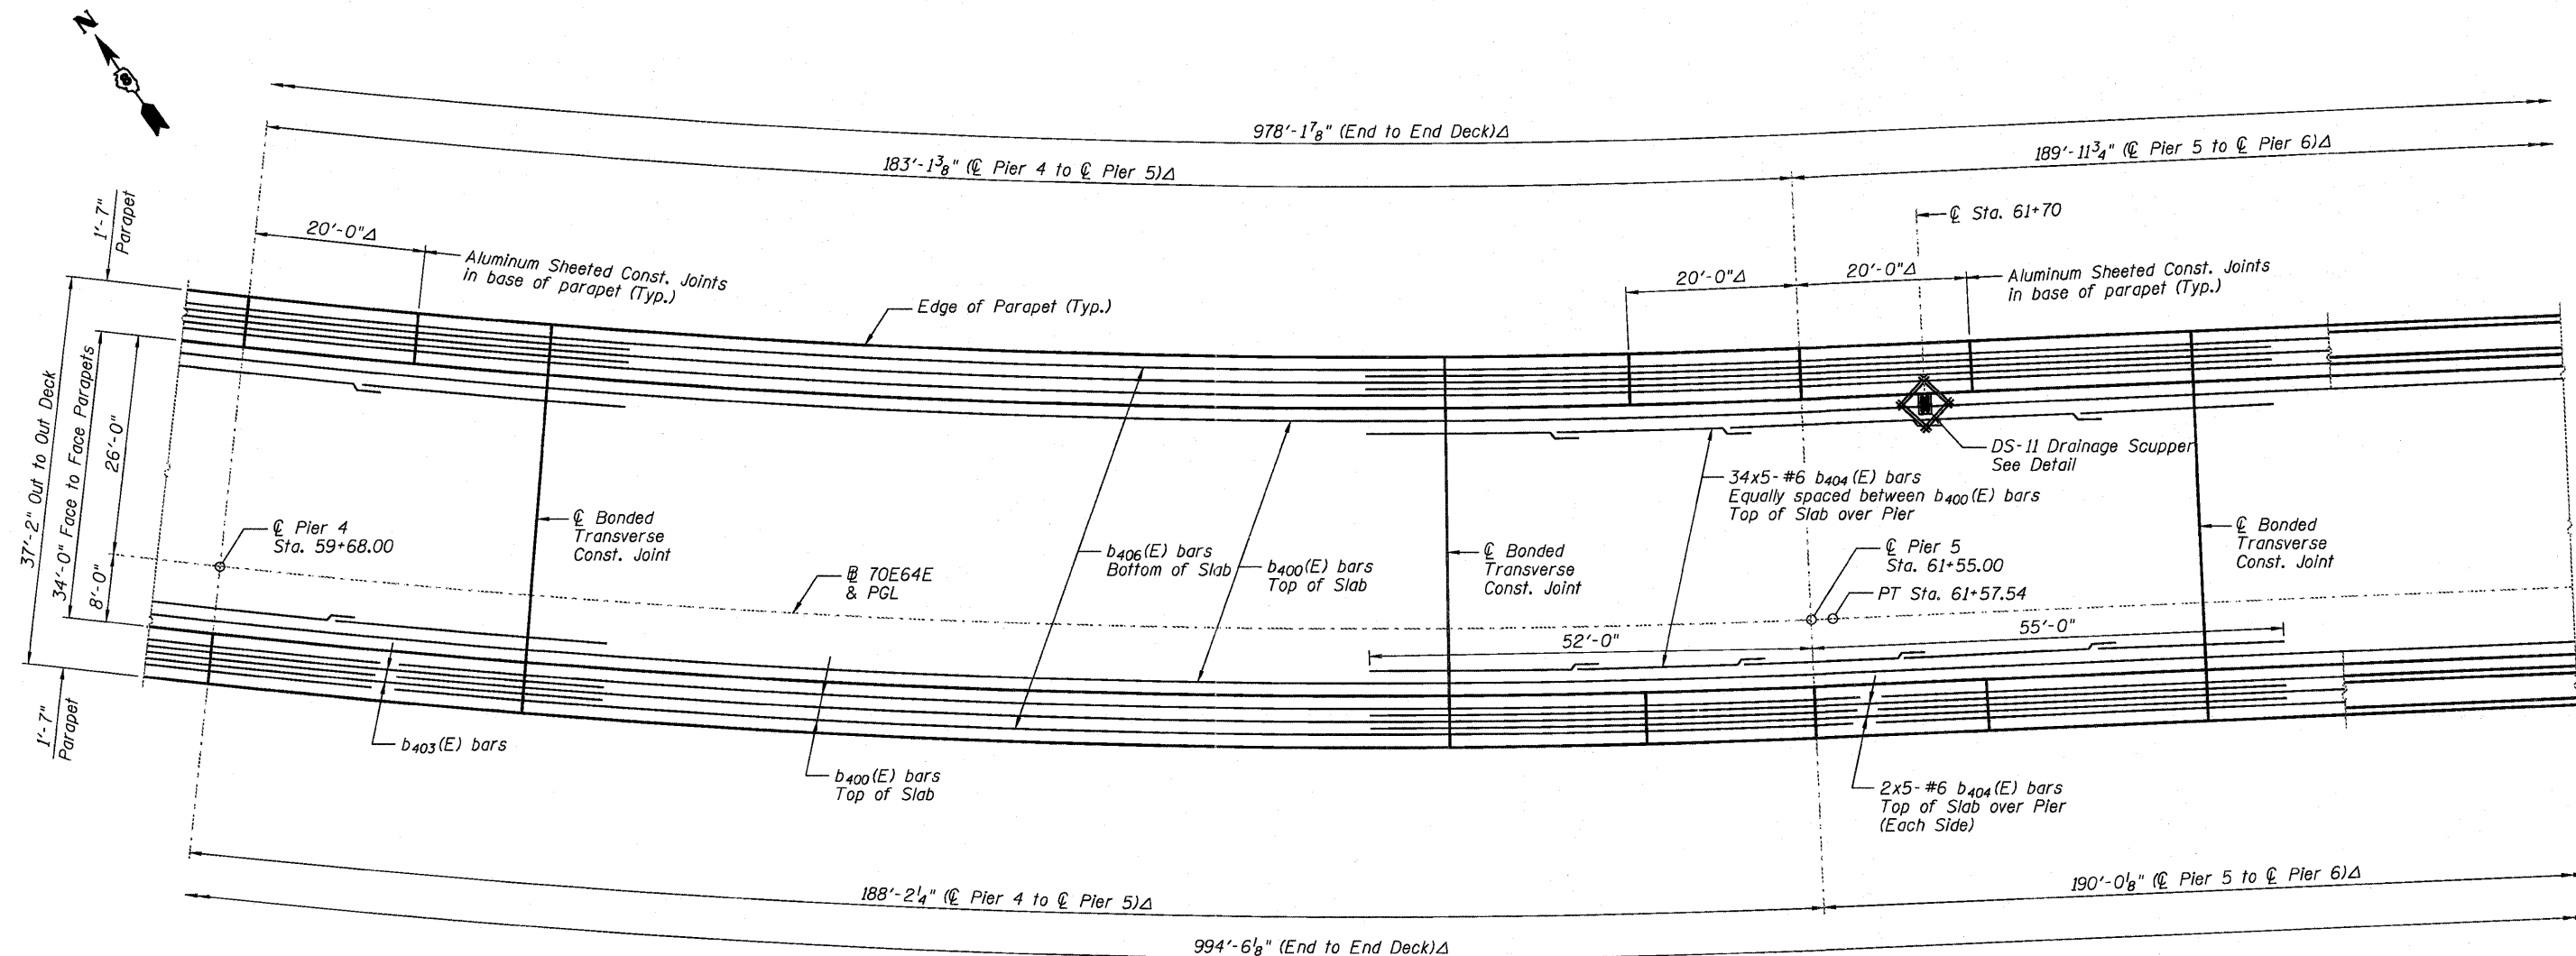 N
8
978'-1⅞" (End to End Deck)Δ
183'-1⅜" (℄ Pier 4 to ℄ Pier 5)Δ
189'-11¾" (℄ Pier 5 to ℄ Pier 6)Δ
℄ Sta. 61+70
1'-7"
Parapet
20'-0"Δ
Aluminum Sheeted Const. Joints
in base of parapet (Typ.)
Edge of Parapet (Typ.)
20'-0"Δ
20'-0"Δ
Aluminum Sheeted Const. Joints
in base of parapet (Typ.)
37'-2" Out to Out Deck
34'-0" Face to Face Parapets
26'-0"
8'-0"
DS-11 Drainage Scupper
See Detail
34x5-#6 b404(E) bars
Equally spaced between b400(E) bars
Top of Slab over Pier
℄ Pier 4
Sta. 59+68.00
℄ Bonded
Transverse
Const. Joint
b406(E) bars
Bottom of Slab
b400(E) bars
Top of Slab
℄ Bonded
Transverse
Const. Joint
℄ Pier 5
Sta. 61+55.00
PT Sta. 61+57.54
℄ Bonded
Transverse
Const. Joint
70E64E
& PGL
52'-0"
55'-0"
1'-7"
Parapet
b403(E) bars
b400(E) bars
Top of Slab
2x5-#6 b404(E) bars
Top of Slab over Pier
(Each Side)
188'-2¼" (℄ Pier 4 to ℄ Pier 5)Δ
190'-0⅛" (℄ Pier 5 to ℄ Pier 6)Δ
994'-6⅛" (End to End Deck)Δ